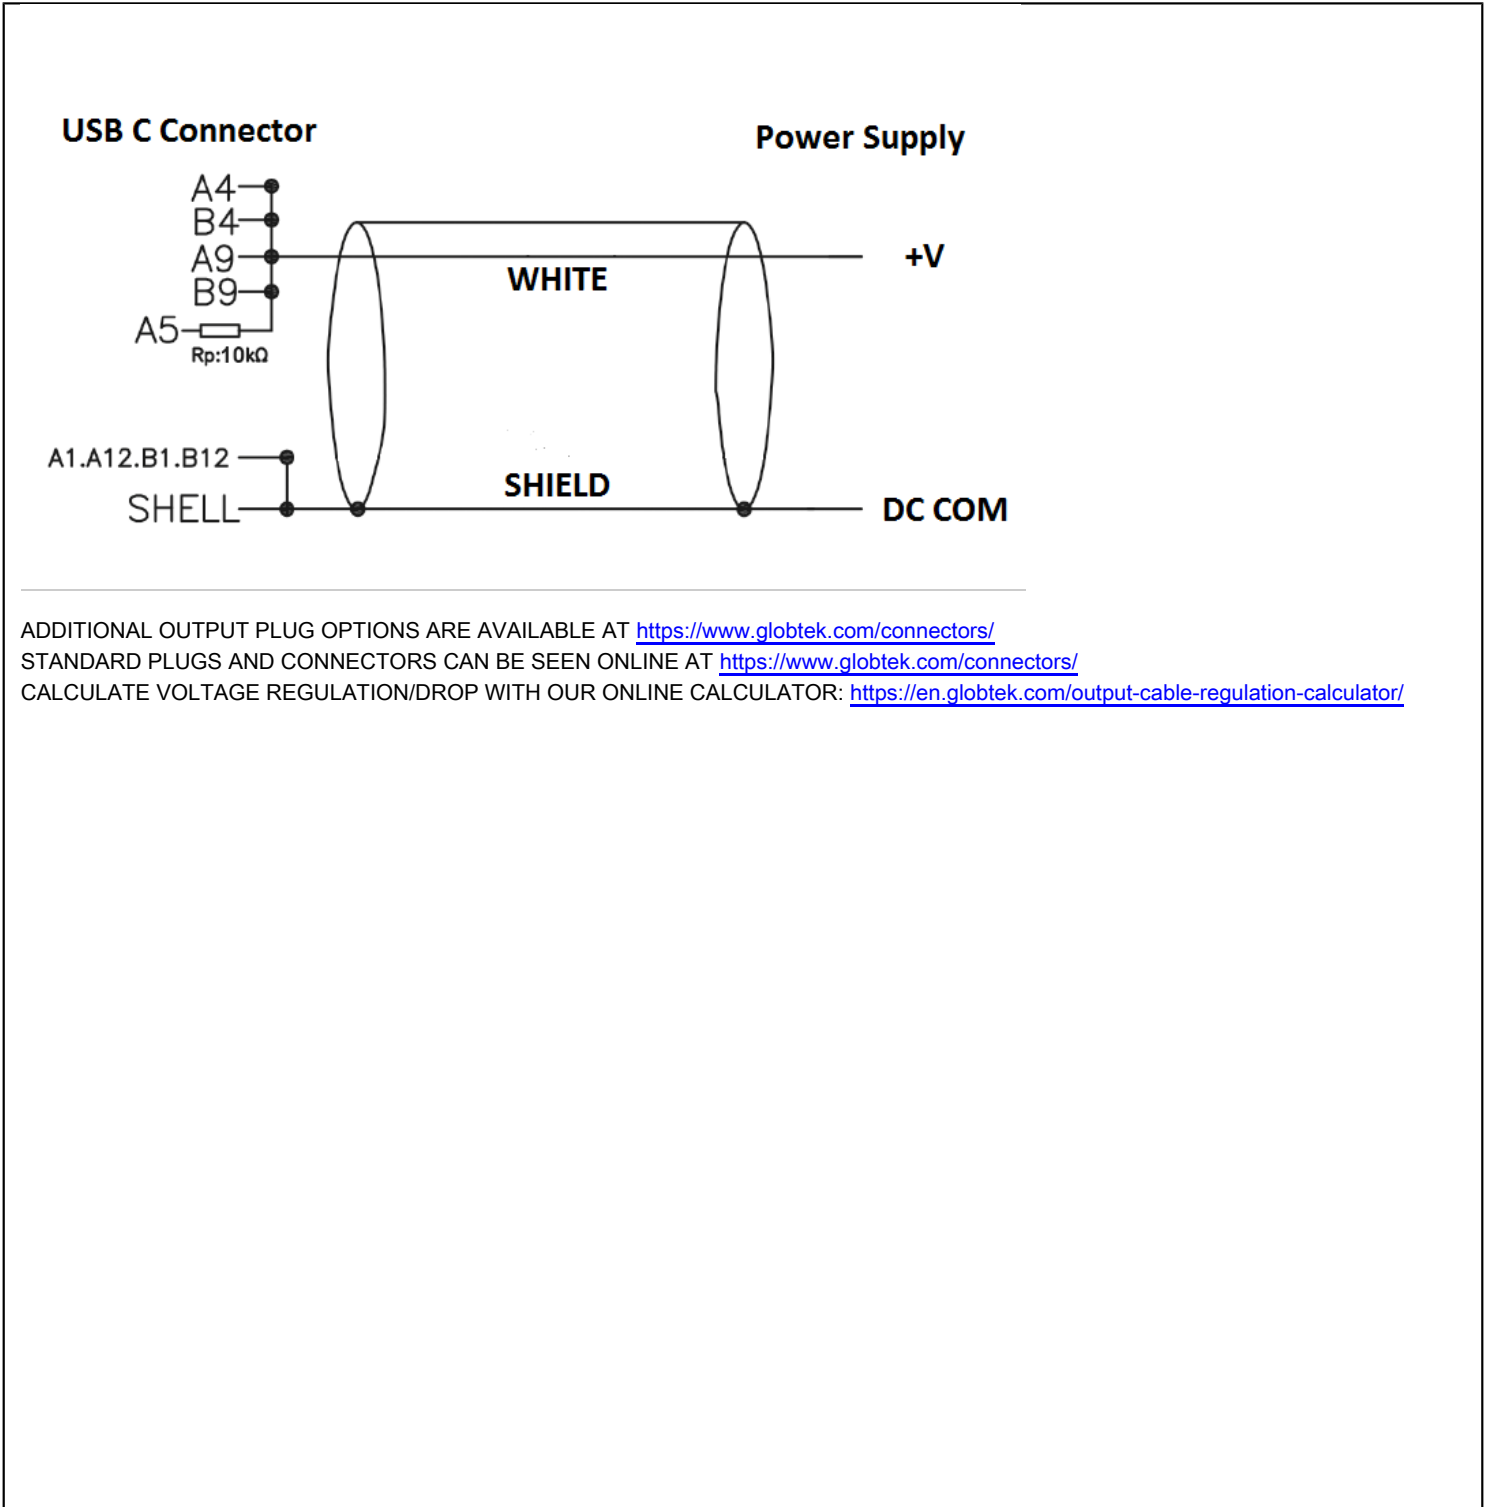 USB C Connector
Power Supply
A4
B4
A9
+V
WHITE
B9
A5
Rp:10kΩ
A1.A12.B1.B12
SHIELD
SHELL
DC COM
ADDITIONAL OUTPUT PLUG OPTIONS ARE AVAILABLE AT https://www.globtek.com/connectors/
STANDARD PLUGS AND CONNECTORS CAN BE SEEN ONLINE AT https://www.globtek.com/connectors/
CALCULATE VOLTAGE REGULATION/DROP WITH OUR ONLINE CALCULATOR: https://en.globtek.com/output-cable-regulation-calculator/